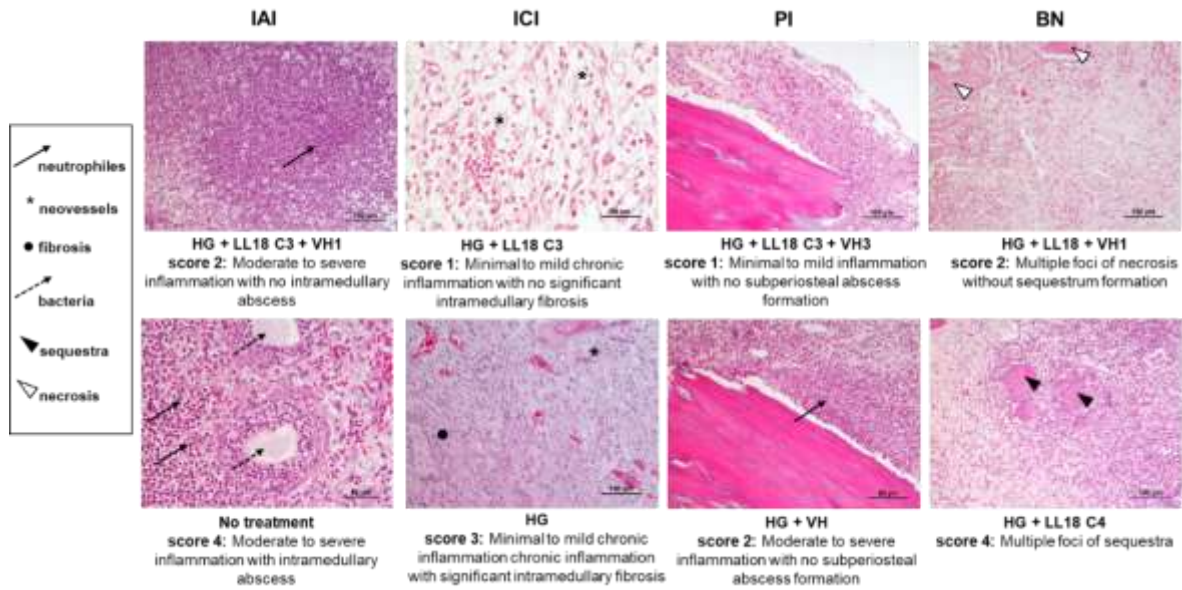 IAI
ICI
PI
BN
neutrophiles
* neovessels
fibrosis
bacteria
sequestra
necrosis
100 µm
HG + LL18 C3 + VH1
score 2: Moderate to severe
inflammation with no intramedullary
abscess
HG + LL18 C3
score 1: Minimal to mild chronic
inflammation with no significant
intramedullary fibrosis
HG + LL18 C3 + VH3
score 1: Minimal to mild inflammation
with no subperiosteal abscess
formation
HG + LL18 + VH1
score 2: Multiple foci of necrosis
without sequestrum formation
No treatment
score 4: Moderate to severe
inflammation with intramedullary
abscess
HG
score 3: Minimal to mild chronic
inflammation chronic inflammation
with significant intramedullary fibrosis
HG + VH
score 2: Moderate to severe
inflammation with no subperiosteal
abscess formation
HG + LL18 C4
score 4: Multiple foci of sequestra